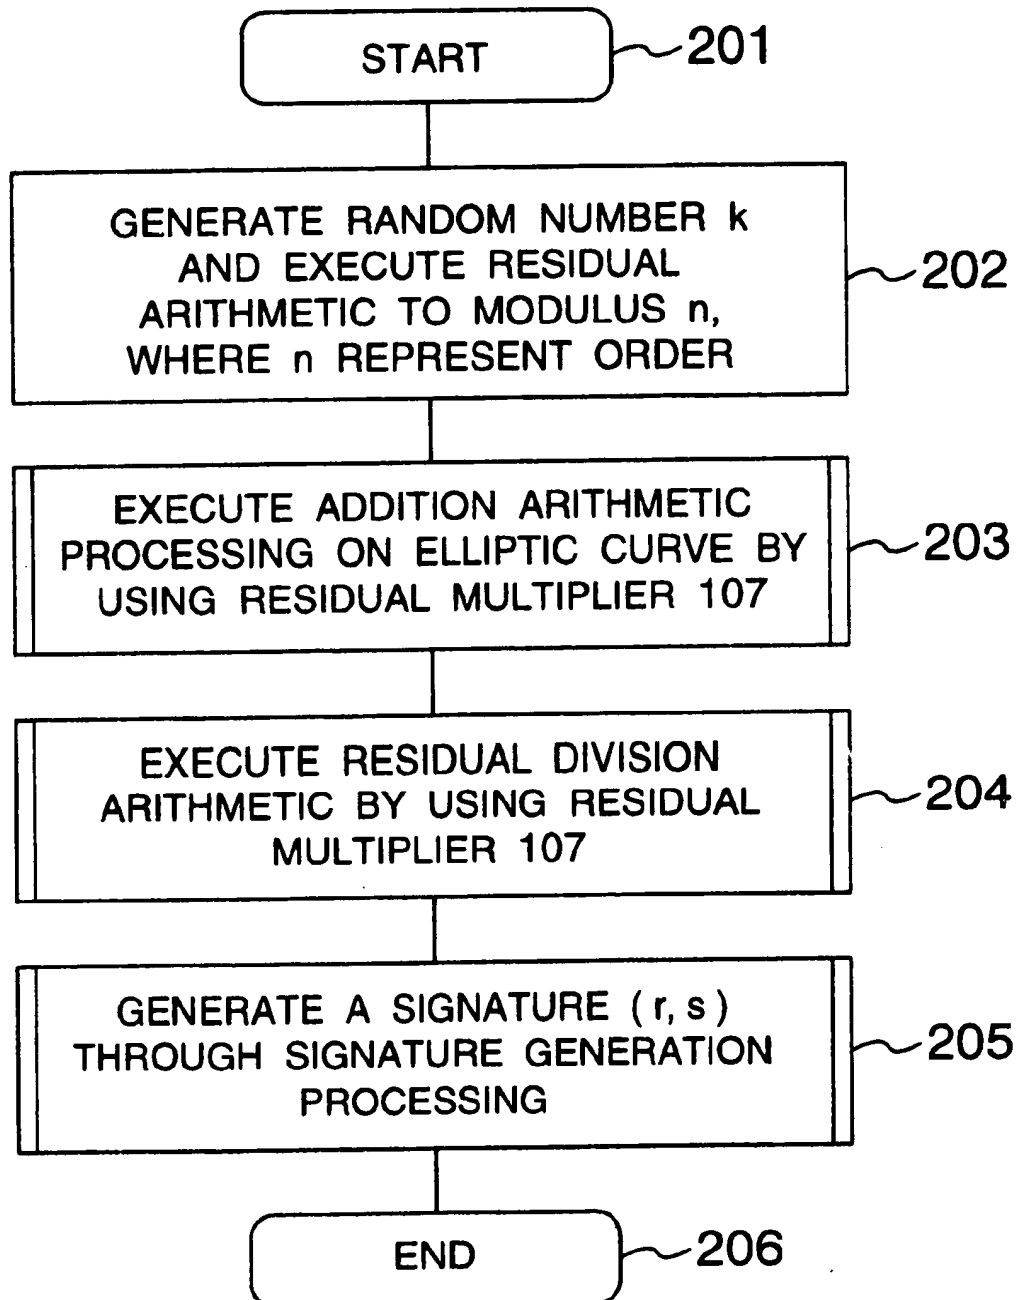 START
201
GENERATE RANDOM NUMBER k
AND EXECUTE RESIDUAL
ARITHMETIC TO MODULUS n,
WHERE n REPRESENT ORDER
202
EXECUTE ADDITION ARITHMETIC
PROCESSING ON ELLIPTIC CURVE BY
USING RESIDUAL MULTIPLIER 107
203
EXECUTE RESIDUAL DIVISION
ARITHMETIC BY USING RESIDUAL
MULTIPLIER 107
204
GENERATE A SIGNATURE (r, s)
THROUGH SIGNATURE GENERATION
PROCESSING
205
END
206